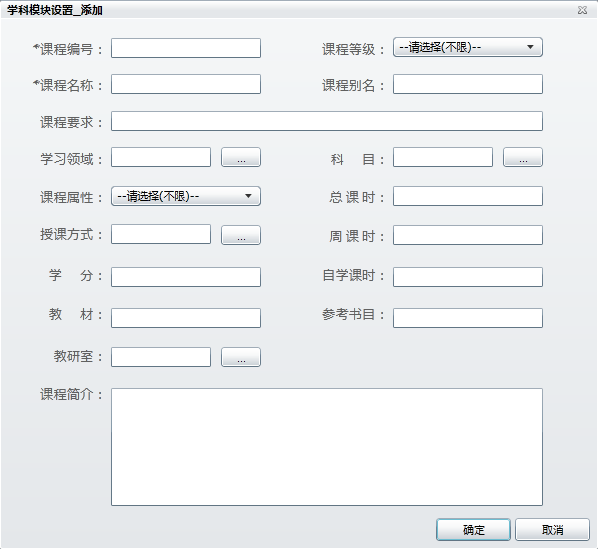 学科模块设置_添加
*课程编号： 课程等级： --请选择(不限)--
*课程名称： 课程别名：
课程要求：
学习领域： ... 科 目： ...
课程属性： --请选择(不限)-- 总课时：
授课方式： ... 周课时：
学 分： 自学课时：
教 材： 参考书目：
教研室： ...
课程简介：
确定 取消